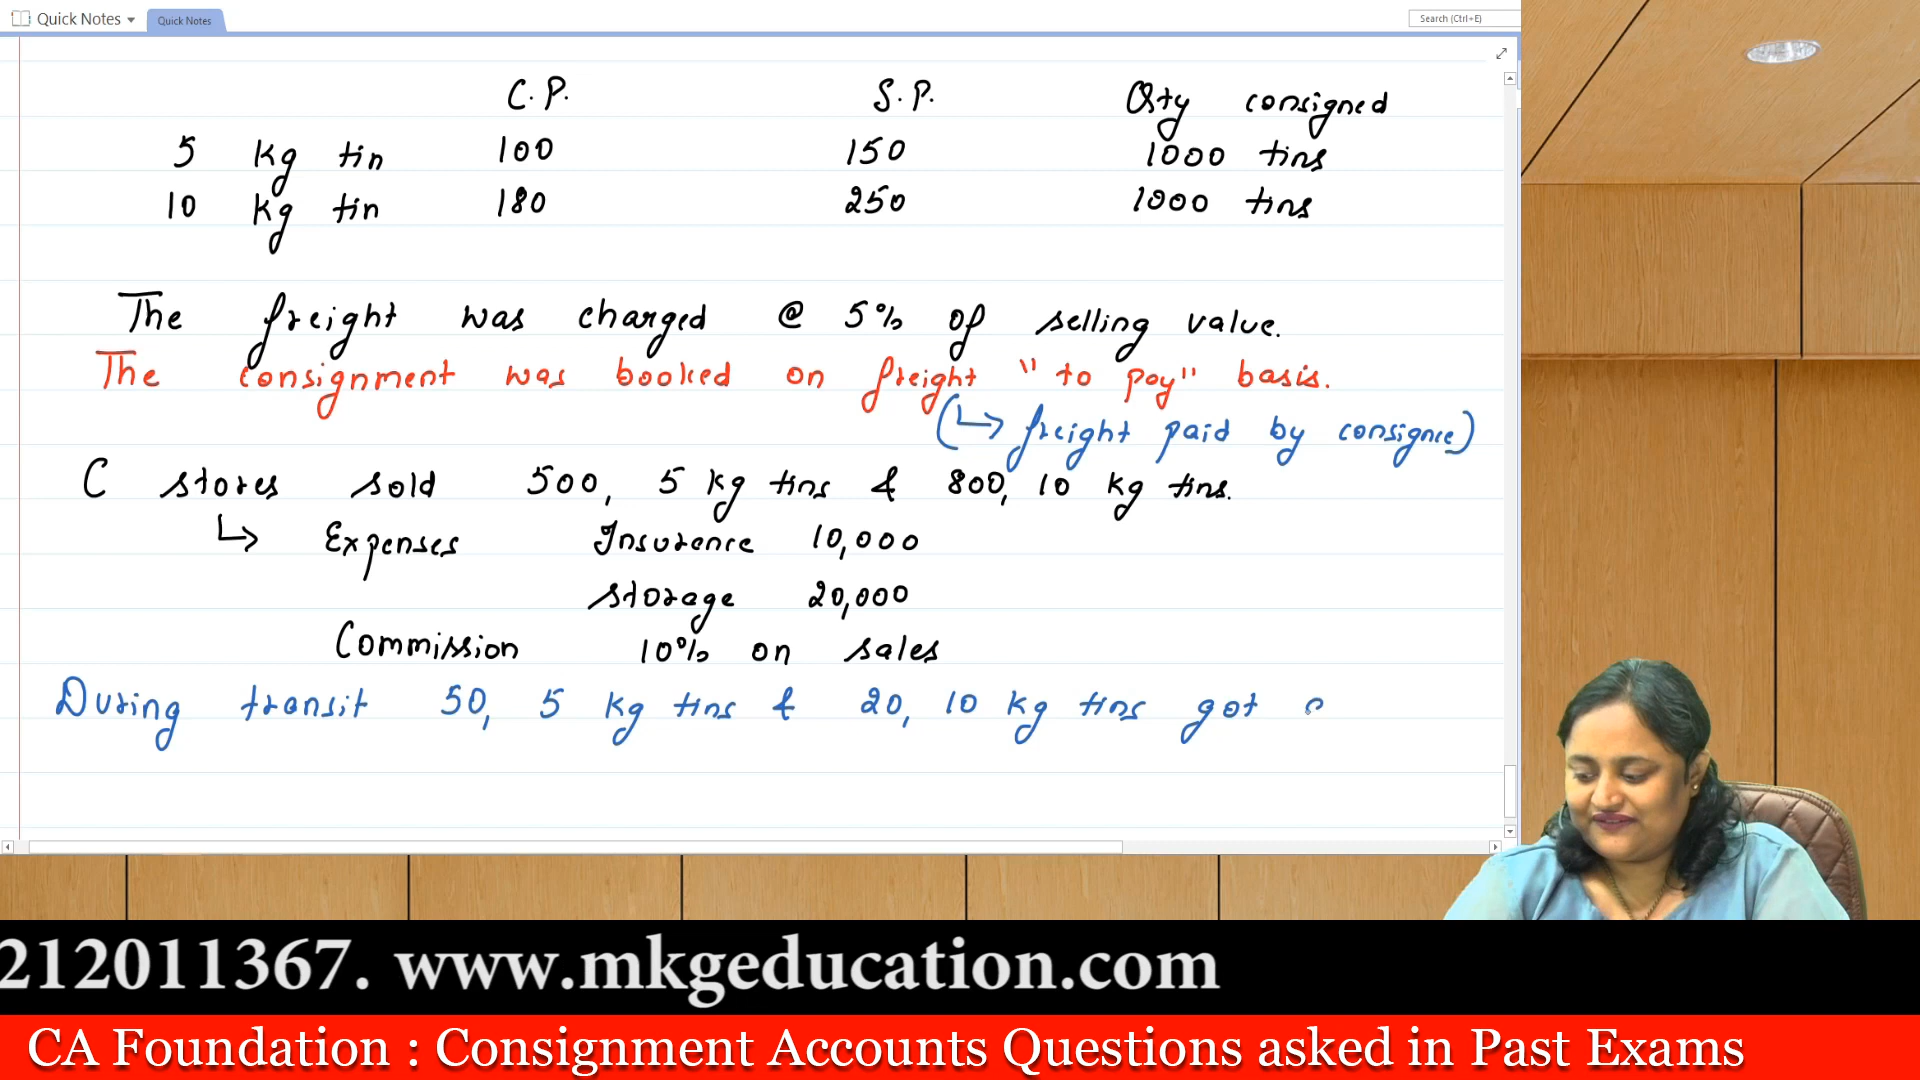 Quick Notes
Quick Notes
Search (Ctrl+E)
C.P. S.P. Qty consigned
5 kg tin 100 150 1000 tins
10 kg tin 180 250 1000 tins
The freight was charged @ 5% of selling value.
The consignment was booked on freight "to pay" basis.
(↳ freight paid by consignee)
C stores sold 500, 5 kg tins & 800, 10 kg tins.
↳ Expenses Insurance 10,000
storage 20,000
Commission 10% on sales
During transit 50, 5 kg tins & 20, 10 kg tins got
212011367. www.mkgeducation.com
CA Foundation : Consignment Accounts Questions asked in Past Exams